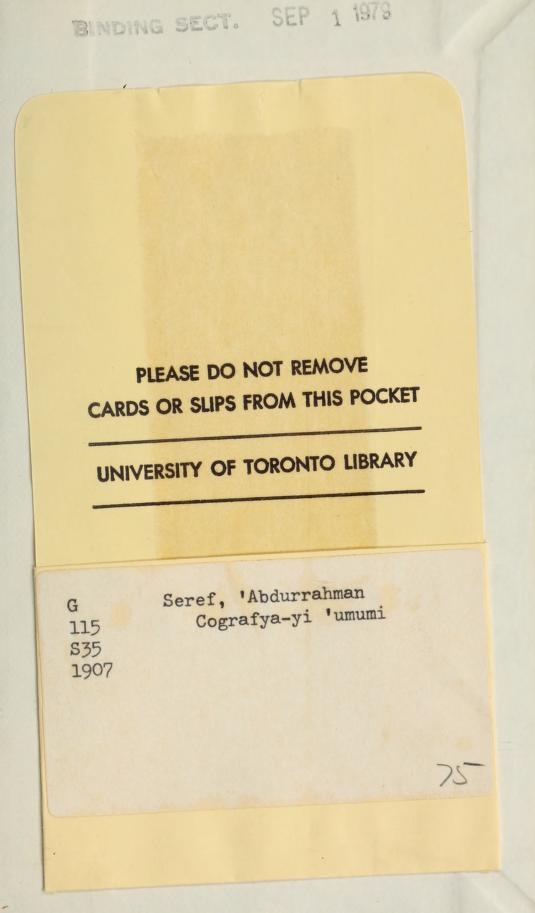 BINDING SECT. SEP 1 1979
PLEASE DO NOT REMOVE
CARDS OR SLIPS FROM THIS POCKET
UNIVERSITY OF TORONTO LIBRARY
G Seref, 'Abdurrahman
115 Cografya-yi 'umumi
S35
1907
75